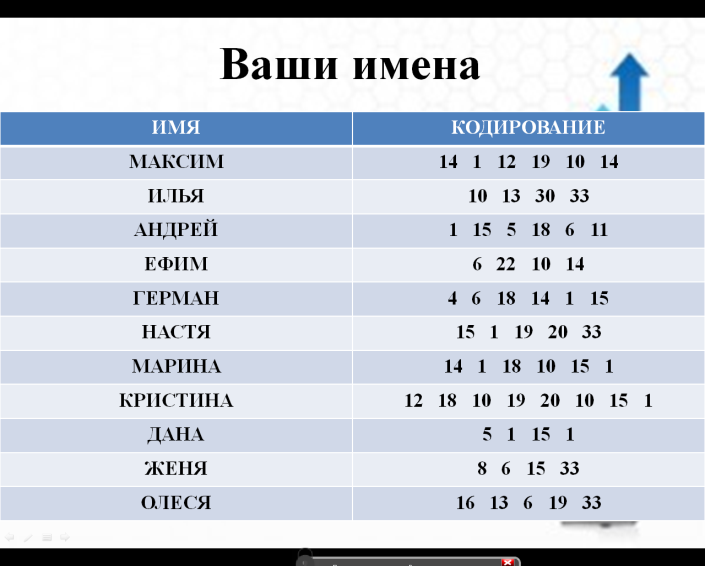 Ваши имена
ИМЯ КОДИРОВАНИЕ
МАКСИМ 14 1 12 19 10 14
ИЛЬЯ 10 13 30 33
АНДРЕЙ 1 15 5 18 6 11
ЕФИМ 6 22 10 14
ГЕРМАН 4 6 18 14 1 15
НАСТЯ 15 1 19 20 33
МАРИНА 14 1 18 10 15 1
КРИСТИНА 12 18 10 19 20 10 15 1
ДАНА 5 1 15 1
ЖЕНЯ 8 6 15 33
ОЛЕСЯ 16 13 6 19 33